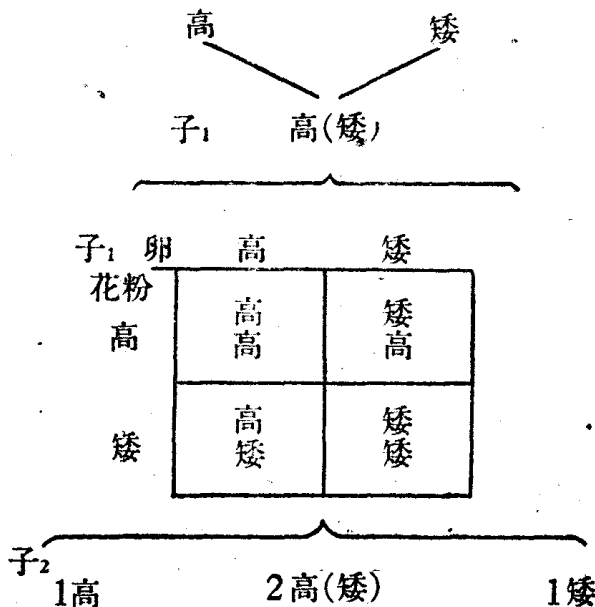 高 矮
子₁ 高(矮)
子₁ 卵 高 矮
花粉
高 矮
高 高 高
高 矮
矮 矮 矮
子₂
1高 2高(矮) 1矮